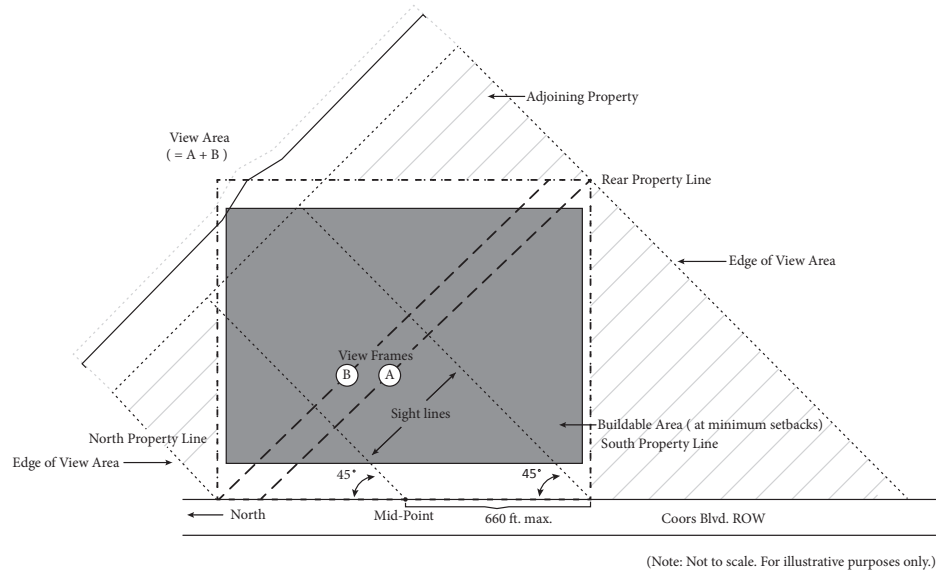 Adjoining Property
View Area
( = A + B )
Rear Property Line
Edge of View Area
View Frames
B
A
Sight lines
Buildable Area ( at minimum setbacks)
North Property Line
South Property Line
Edge of View Area
45°
45°
North
Mid-Point
660 ft. max.
Coors Blvd. ROW
(Note: Not to scale. For illustrative purposes only.)